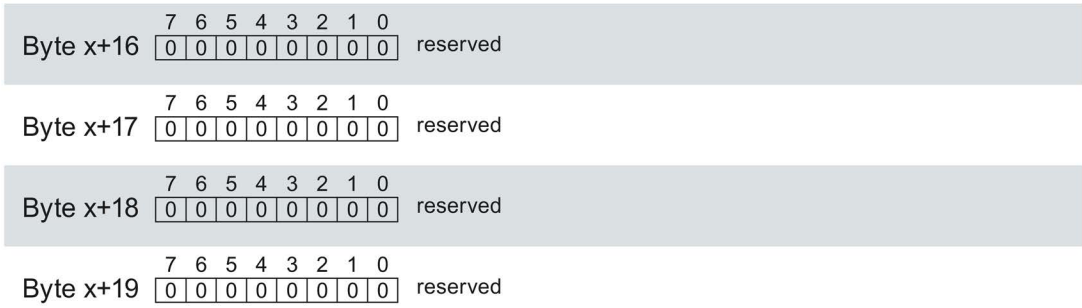 7 6 5 4 3 2 1 0
Byte x+16 0 0 0 0 0 0 0 0 reserved
7 6 5 4 3 2 1 0
Byte x+17 0 0 0 0 0 0 0 0 reserved
7 6 5 4 3 2 1 0
Byte x+18 0 0 0 0 0 0 0 0 reserved
7 6 5 4 3 2 1 0
Byte x+19 0 0 0 0 0 0 0 0 reserved